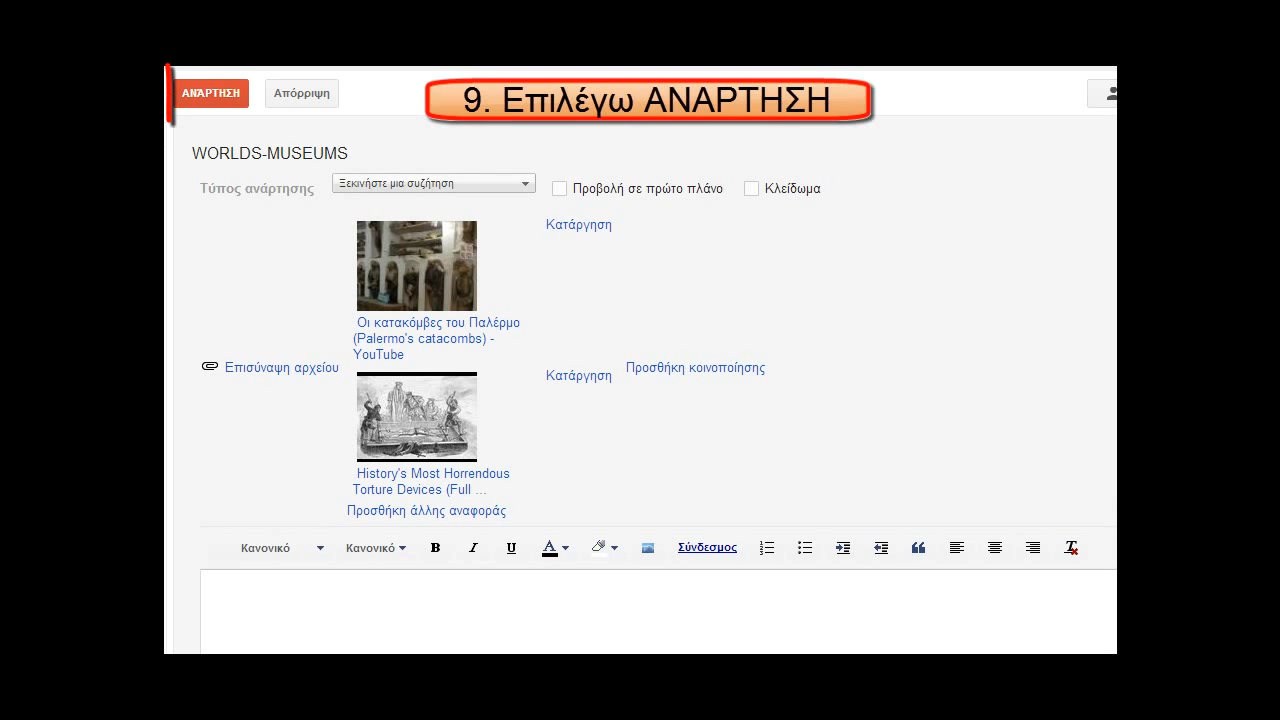 ΑΝΆΡΤΗΣΗ
Απόρριψη
9. Επιλέγω ΑΝΑΡΤΗΣΗ
WORLDS-MUSEUMS
Τύπος ανάρτησης
Ξεκινήστε μια συζήτηση
Προβολή σε πρώτο πλάνο
Κλείδωμα
Κατάργηση
Οι κατακόμβες του Παλέρμο
(Palermo's catacombs) -
YouTube
Επισύναψη αρχείου
Κατάργηση
Προσθήκη κοινοποίησης
History's Most Horrendous
Torture Devices (Full ...
Προσθήκη άλλης αναφοράς
Κανονικό
Κανονικό
B
I
U
A
Σύνδεσμος